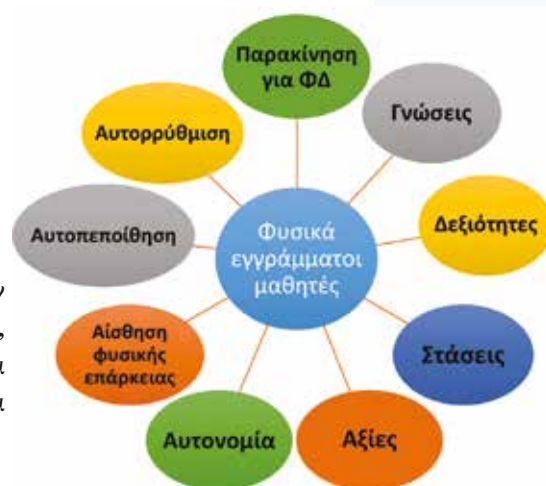 Παρακίνηση
για ΦΔ
Γνώσεις
Δεξιότητες
Στάσεις
Αξίες
Αυτονομία
Αίσθηση
φυσικής
επάρκειας
Αυτοπεποίθηση
Αυτορρύθμιση
Φυσικά
εγγράμματοι
μαθητές